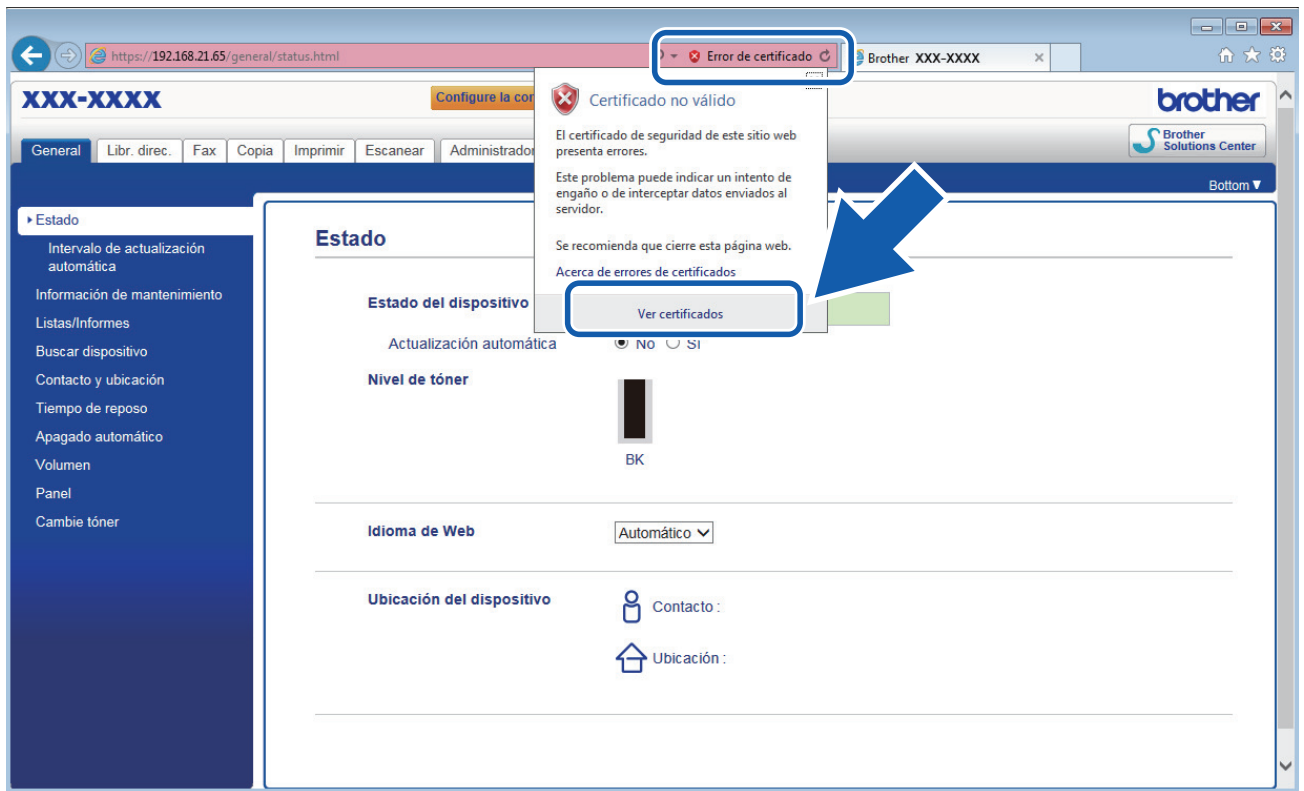 https://192.168.21.65/general/status.html
Error de certificado
Brother XXX-XXXX
XXX-XXXX
Configure la cor
brother
General
Libr. direc.
Fax
Copia
Imprimir
Escanear
Administrador
Brother
Solutions Center
Bottom▼
Certificado no válido
El certificado de seguridad de este sitio web
presenta errores.
Este problema puede indicar un intento de
engaño o de interceptar datos enviados al
servidor.
Se recomienda que cierre esta página web.
Acerca de errores de certificados
Ver certificados
Estado
Intervalo de actualización
automática
Información de mantenimiento
Listas/Informes
Buscar dispositivo
Contacto y ubicación
Tiempo de reposo
Apagado automático
Volumen
Panel
Cambie tóner
Estado
Estado del dispositivo
Actualización automática
No
Sí
Nivel de tóner
BK
Idioma de Web
Automático
Ubicación del dispositivo
Contacto :
Ubicación :